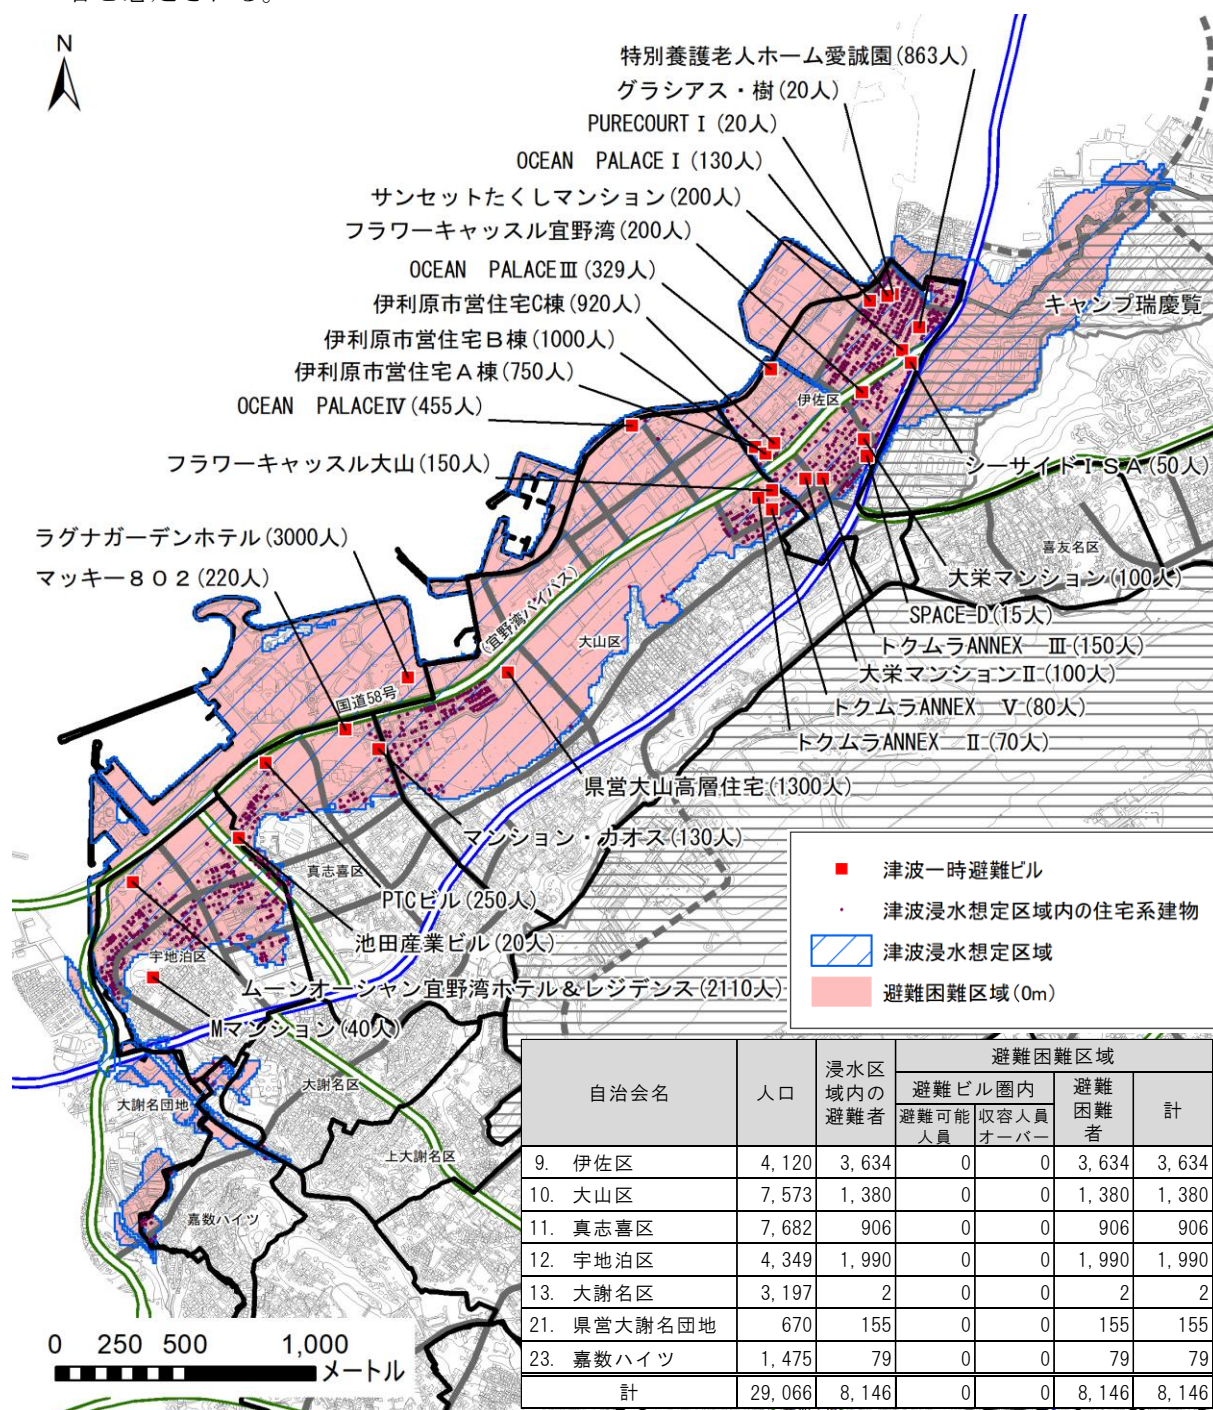 N
特別養護老人ホーム愛誠園(863人)
グラシアス・樹(20人)
PURECOURT Ⅰ(20人)
OCEAN PALACEⅠ(130人)
サンセットたくしマンション(200人)
フラワーキャッスル宜野湾(200人)
OCEAN PALACEⅢ(329人)
伊利原市営住宅C棟(920人)
伊利原市営住宅B棟(1000人)
伊利原市営住宅A棟(750人)
OCEAN PALACEⅣ(455人)
フラワーキャッスル大山(150人)
ラグナガーデンホテル(3000人)
マッキー802(220人)
キャンプ瑞慶覧
伊佐区
シーサイドISA(50人)
喜友名区
大栄マンション(100人)
SPACE-D(15人)
トクムラANNEX Ⅲ(150人)
大栄マンションⅡ(100人)
トクムラANNEX Ⅴ(80人)
トクムラANNEX Ⅱ(70人)
(宜野湾バイパス)
大山区
国道58号
県営大山高層住宅(1300人)
マンション・カオス(130人)
真志喜区
PTCビル(250人)
池田産業ビル(20人)
宇地泊区
ムーンオーシャン宜野湾ホテル&レジデンス(2110人)
Mマンション(40人)
大謝名区
大謝名団地
上大謝名区
嘉数ハイツ
津波一時避難ビル
津波浸水想定区域内の住宅系建物
津波浸水想定区域
避難困難区域(0m)
自治会名 人口 浸水区域内の避難者 避難困難区域
避難ビル圏内 避難困難者 計
避難可能人員 収容人員オーバー
9. 伊佐区 4,120 3,634 0 0 3,634 3,634
10. 大山区 7,573 1,380 0 0 1,380 1,380
11. 真志喜区 7,682 906 0 0 906 906
12. 宇地泊区 4,349 1,990 0 0 1,990 1,990
13. 大謝名区 3,197 2 0 0 2 2
21. 県営大謝名団地 670 155 0 0 155 155
23. 嘉数ハイツ 1,475 79 0 0 79 79
計 29,066 8,146 0 0 8,146 8,146
0 250 500 1,000
メートル